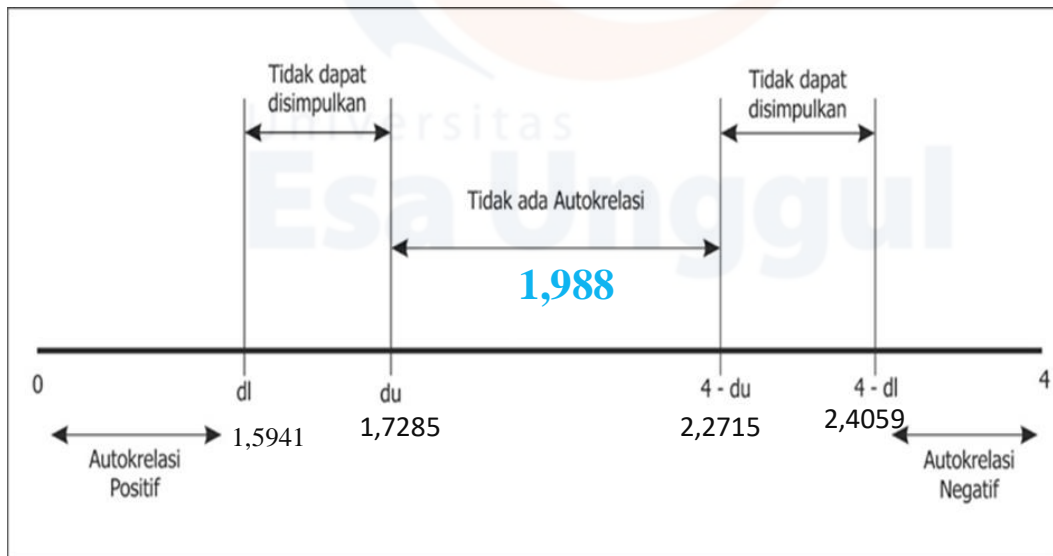 Tidak dapat
disimpulkan
Tidak dapat
disimpulkan
Universitas
Esa Unggul
Tidak ada Autokrelasi
1,988
0
dl
du
4 - du
4 - dl
4
1,5941
1,7285
2,2715
2,4059
Autokrelasi
Positif
Autokrelasi
Negatif